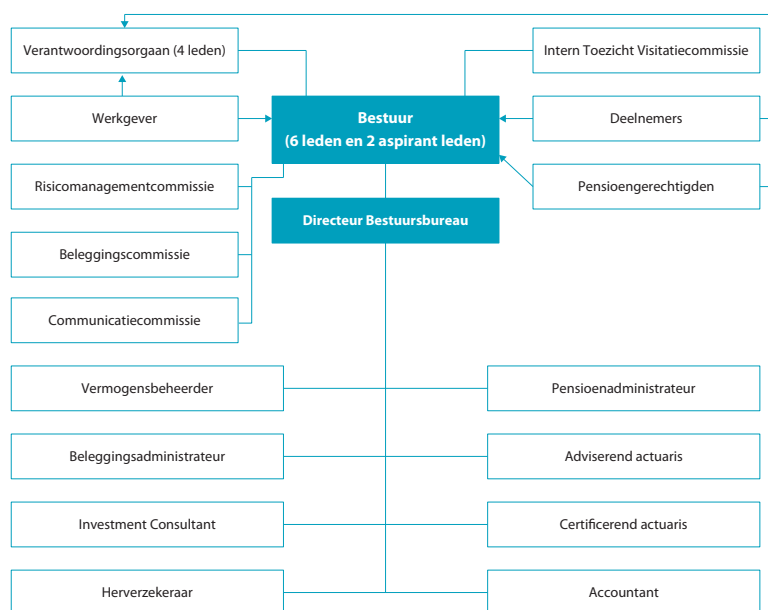 Verantwoordingsorgaan (4 leden)
Intern Toezicht Visitatiecommissie
Werkgever
Bestuur
(6 leden en 2 aspirant leden)
Deelnemers
Risicomanagementcommissie
Pensioengerechtigden
Directeur Bestuursbureau
Beleggingscommissie
Communicatiecommissie
Vermogensbeheerder
Pensioenadministrateur
Beleggingsadministrateur
Adviserend actuaris
Investment Consultant
Certificerend actuaris
Herverzekeraar
Accountant